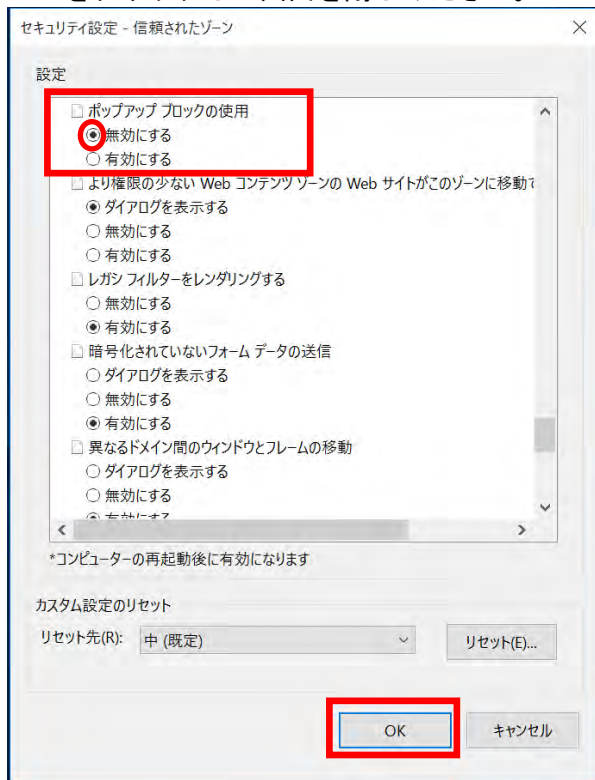 セキュリティ設定 - 信頼されたゾーン
設定
ポップアップ ブロックの使用
無効にする
有効にする
より権限の少ない Web コンテンツ ゾーンの Web サイトがこのゾーンに移動
ダイアログを表示する
無効にする
有効にする
レガシ フィルターをレンダリングする
無効にする
有効にする
暗号化されていないフォーム データの送信
ダイアログを表示する
無効にする
有効にする
異なるドメイン間のウィンドウとフレームの移動
ダイアログを表示する
無効にする
有効にする
*コンピューターの再起動後に有効になります
カスタム設定のリセット
リセット先(R): 中 (既定) リセット(E)...
OK キャンセル